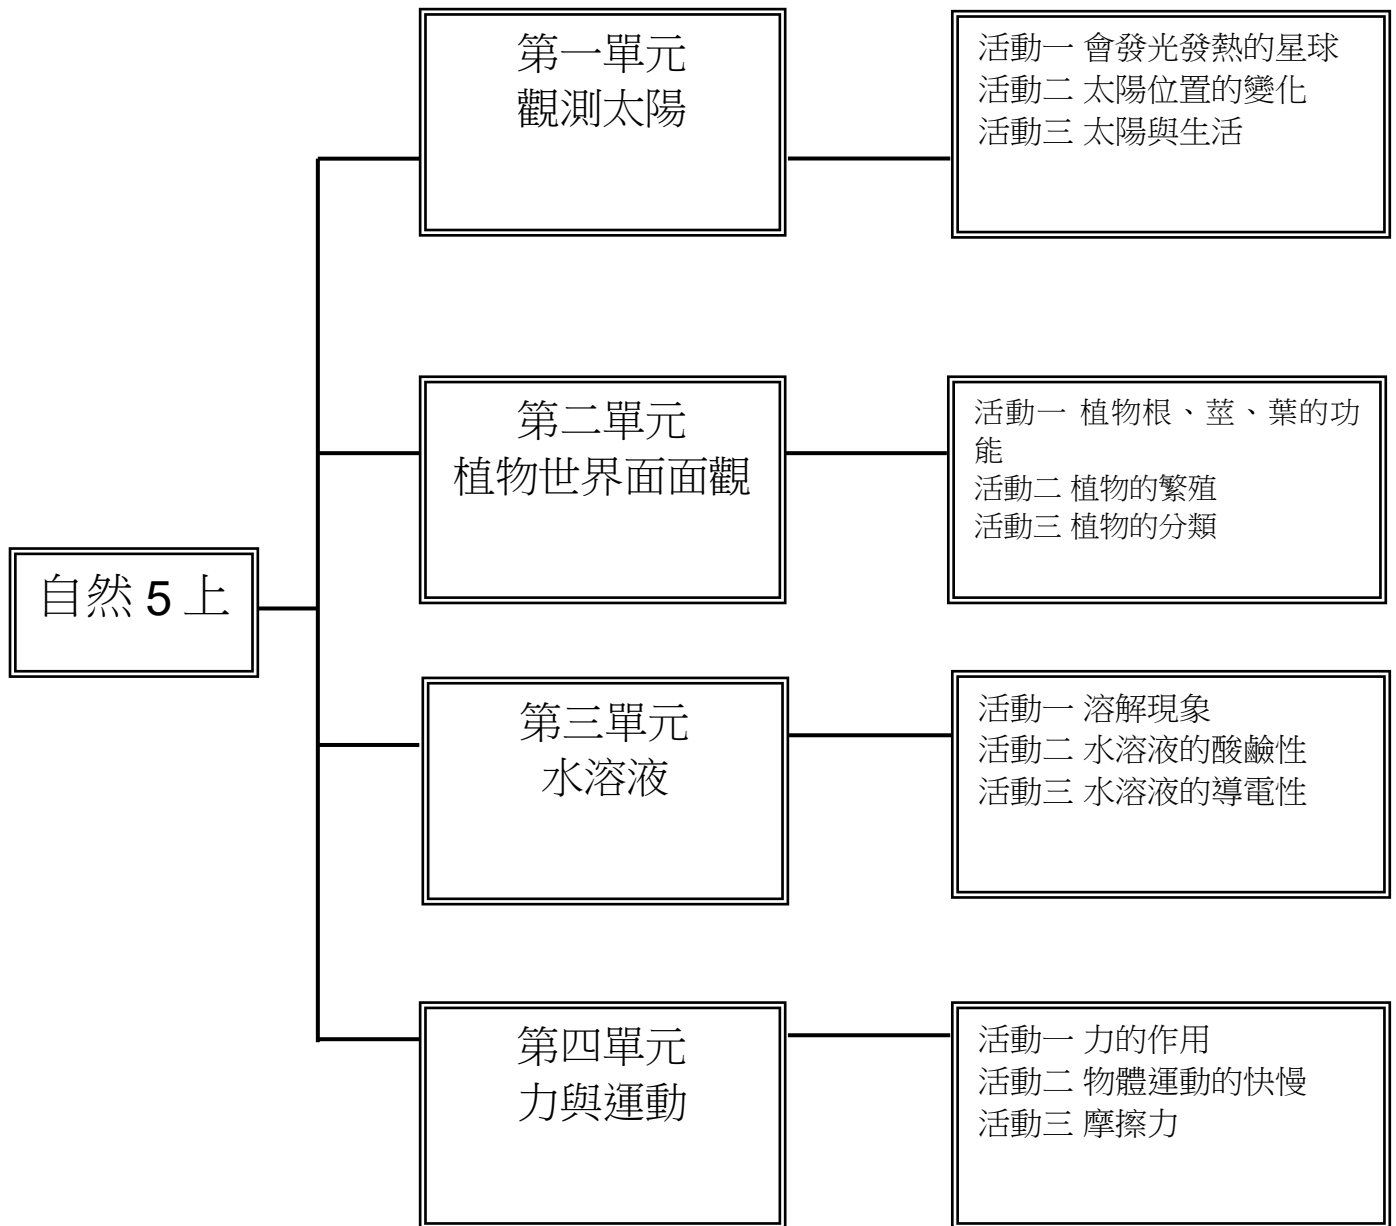 第一單元
觀測太陽
活動一 會發光發熱的星球
活動二 太陽位置的變化
活動三 太陽與生活
第二單元
植物世界面面觀
活動一 植物根、莖、葉的功
能
活動二 植物的繁殖
活動三 植物的分類
自然 5 上
第三單元
水溶液
活動一 溶解現象
活動二 水溶液的酸鹼性
活動三 水溶液的導電性
第四單元
力與運動
活動一 力的作用
活動二 物體運動的快慢
活動三 摩擦力